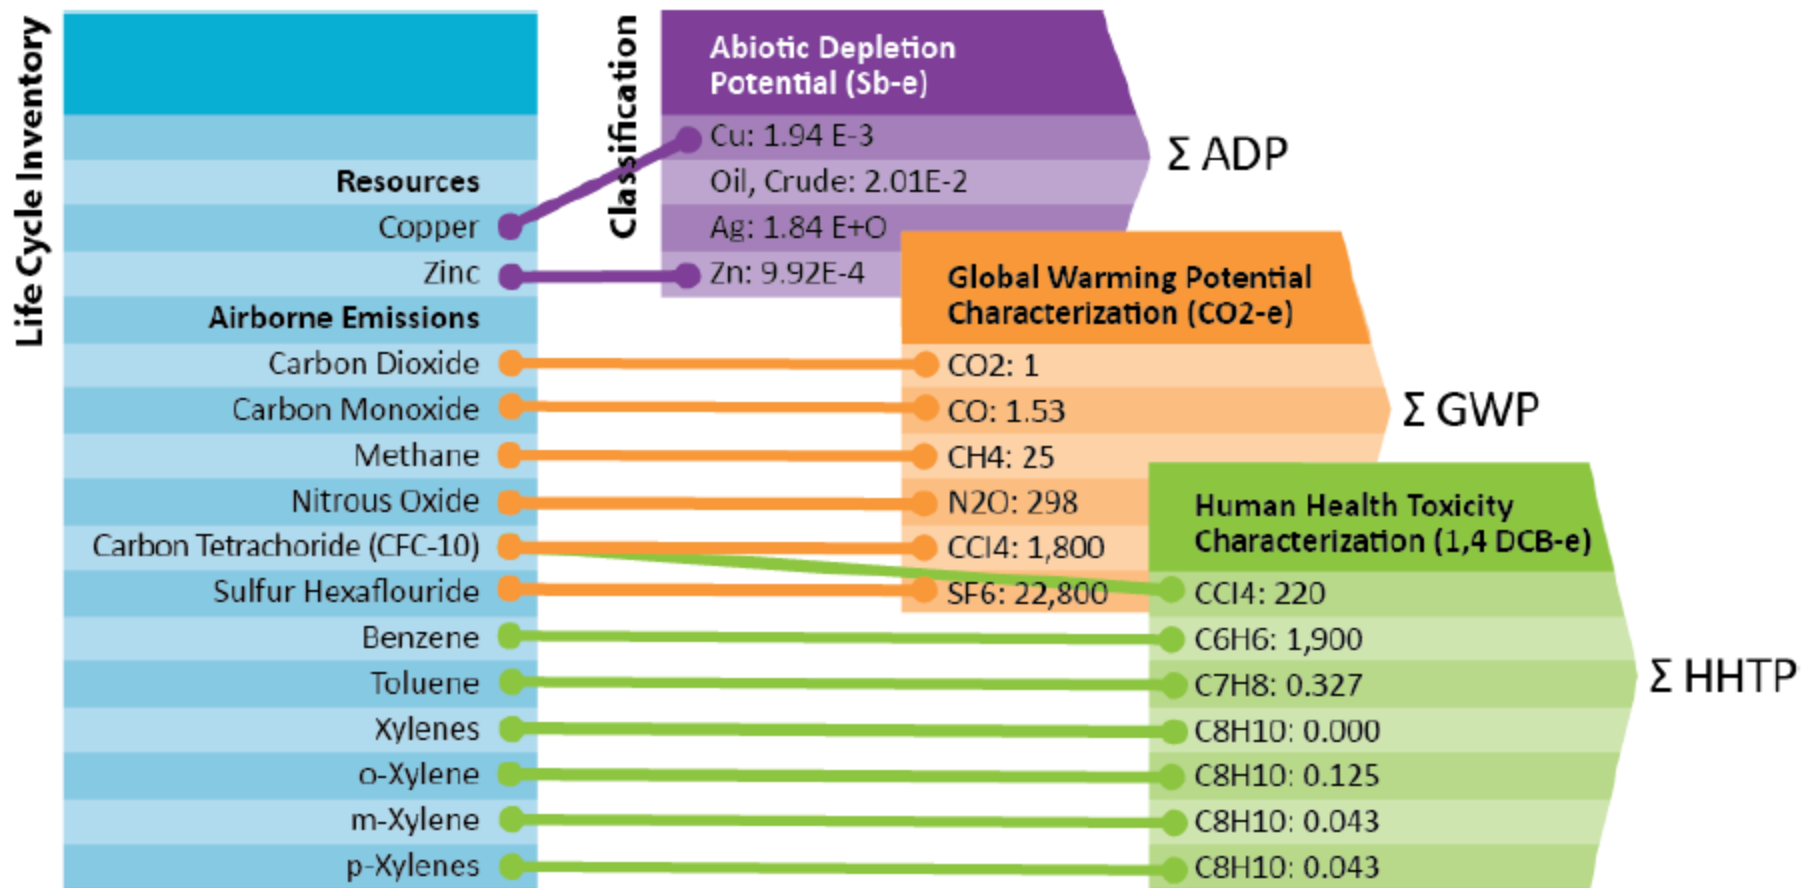 Life Cycle Inventory
Resources
Copper
Zinc
Airborne Emissions
Carbon Dioxide
Carbon Monoxide
Methane
Nitrous Oxide
Carbon Tetrachoride (CFC-10)
Sulfur Hexaflouride
Benzene
Toluene
Xylenes
o-Xylene
m-Xylene
p-Xylenes
Classification
Abiotic Depletion
Potential (Sb-e)
Cu: 1.94 E-3
Oil, Crude: 2.01E-2
Ag: 1.84 E+O
Zn: 9.92E-4
Σ ADP
Global Warming Potential
Characterization (CO2-e)
CO2: 1
CO: 1.53
CH4: 25
N2O: 298
CCl4: 1,800
SF6: 22,800
Σ GWP
Human Health Toxicity
Characterization (1,4 DCB-e)
CCl4: 220
C6H6: 1,900
C7H8: 0.327
C8H10: 0.000
C8H10: 0.125
C8H10: 0.043
C8H10: 0.043
Σ HHTP